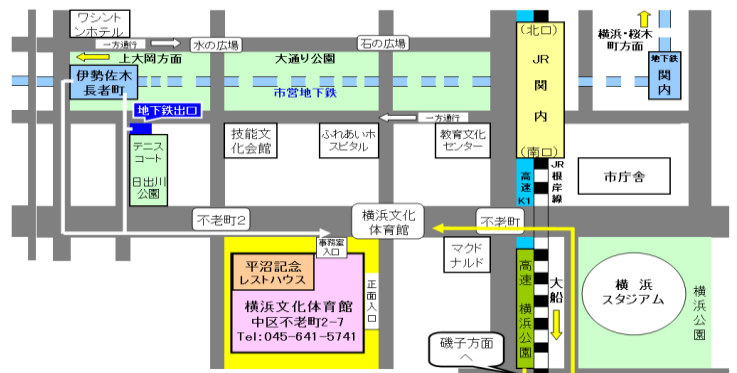 ワシント
ンホテル
一方通行
水の広場
石の広場
(北口)
横浜・桜木
町方面
上大岡方面
大通り公園
JR
関
内
地下鉄
関
内
伊勢佐木
長者町
市営地下鉄
地下鉄出口
一方通行
テニス
コート
日出川
公園
技能文
化会館
ふれあいホ
スピタル
教育文化
センター
(南口)
高
速
K1
JR
根
岸
線
市庁舎
不老町2
横浜文化
体育館
不老町
事務室
入口
マクド
ナルド
平沼記念
レストハウス
正
面
入
口
横浜文化体育館
中区不老町2-7
Tel:045-641-5741
高
速
横
浜
公
園
大
船
横 浜
スタジアム
横
浜
公
園
磯子方面
へ